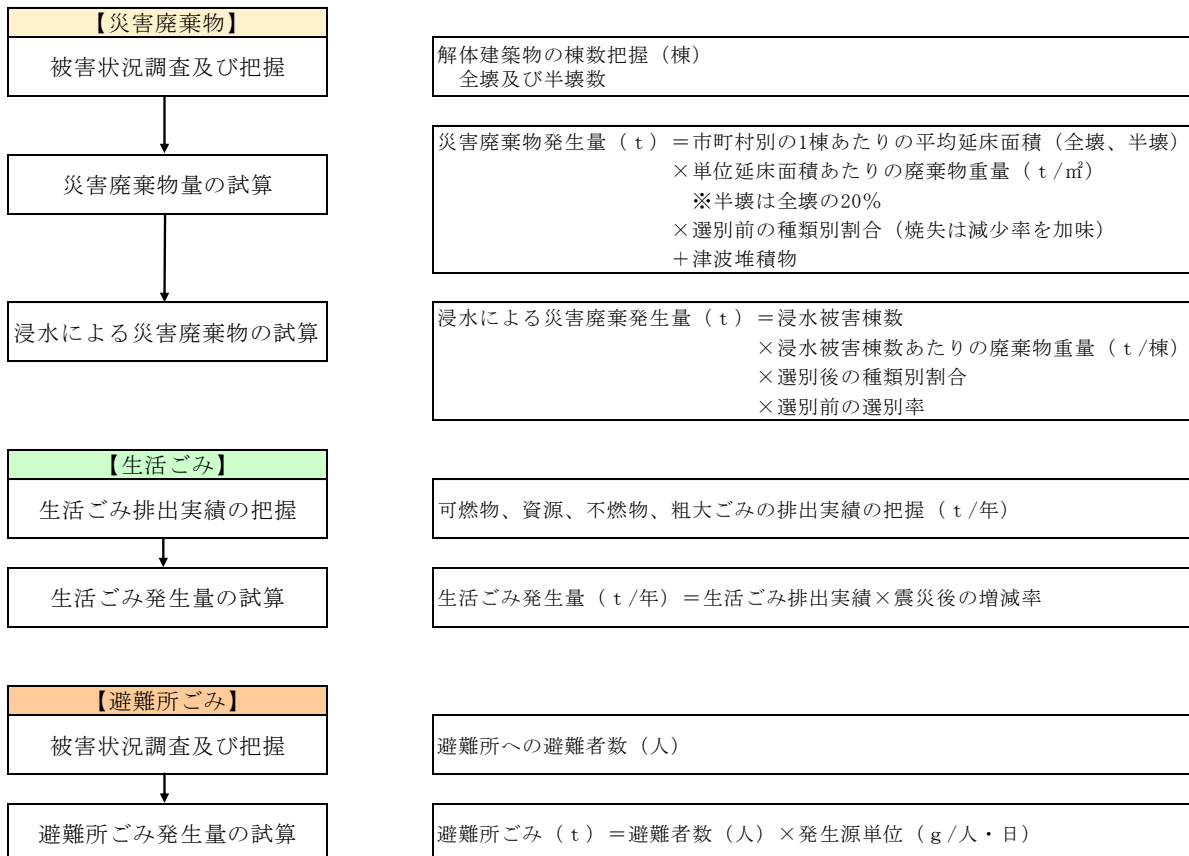 【災害廃棄物】
被害状況調査及び把握
解体建築物の棟数把握（棟）
全壊及び半壊数
災害廃棄物量の試算
災害廃棄物発生量（ｔ）＝市町村別の1棟あたりの平均延床面積（全壊、半壊）
×単位延床面積あたりの廃棄物重量（ｔ/㎡）
※半壊は全壊の20％
×選別前の種類別割合（焼失は減少率を加味）
＋津波堆積物
浸水による災害廃棄物の試算
浸水による災害廃棄発生量（ｔ）＝浸水被害棟数
×浸水被害棟数あたりの廃棄物重量（ｔ/棟）
×選別後の種類別割合
×選別前の選別率
【生活ごみ】
生活ごみ排出実績の把握
可燃物、資源、不燃物、粗大ごみの排出実績の把握（ｔ/年）
生活ごみ発生量の試算
生活ごみ発生量（ｔ/年）＝生活ごみ排出実績×震災後の増減率
【避難所ごみ】
被害状況調査及び把握
避難所への避難者数（人）
避難所ごみ発生量の試算
避難所ごみ（ｔ）＝避難者数（人）×発生源単位（ｇ/人・日）